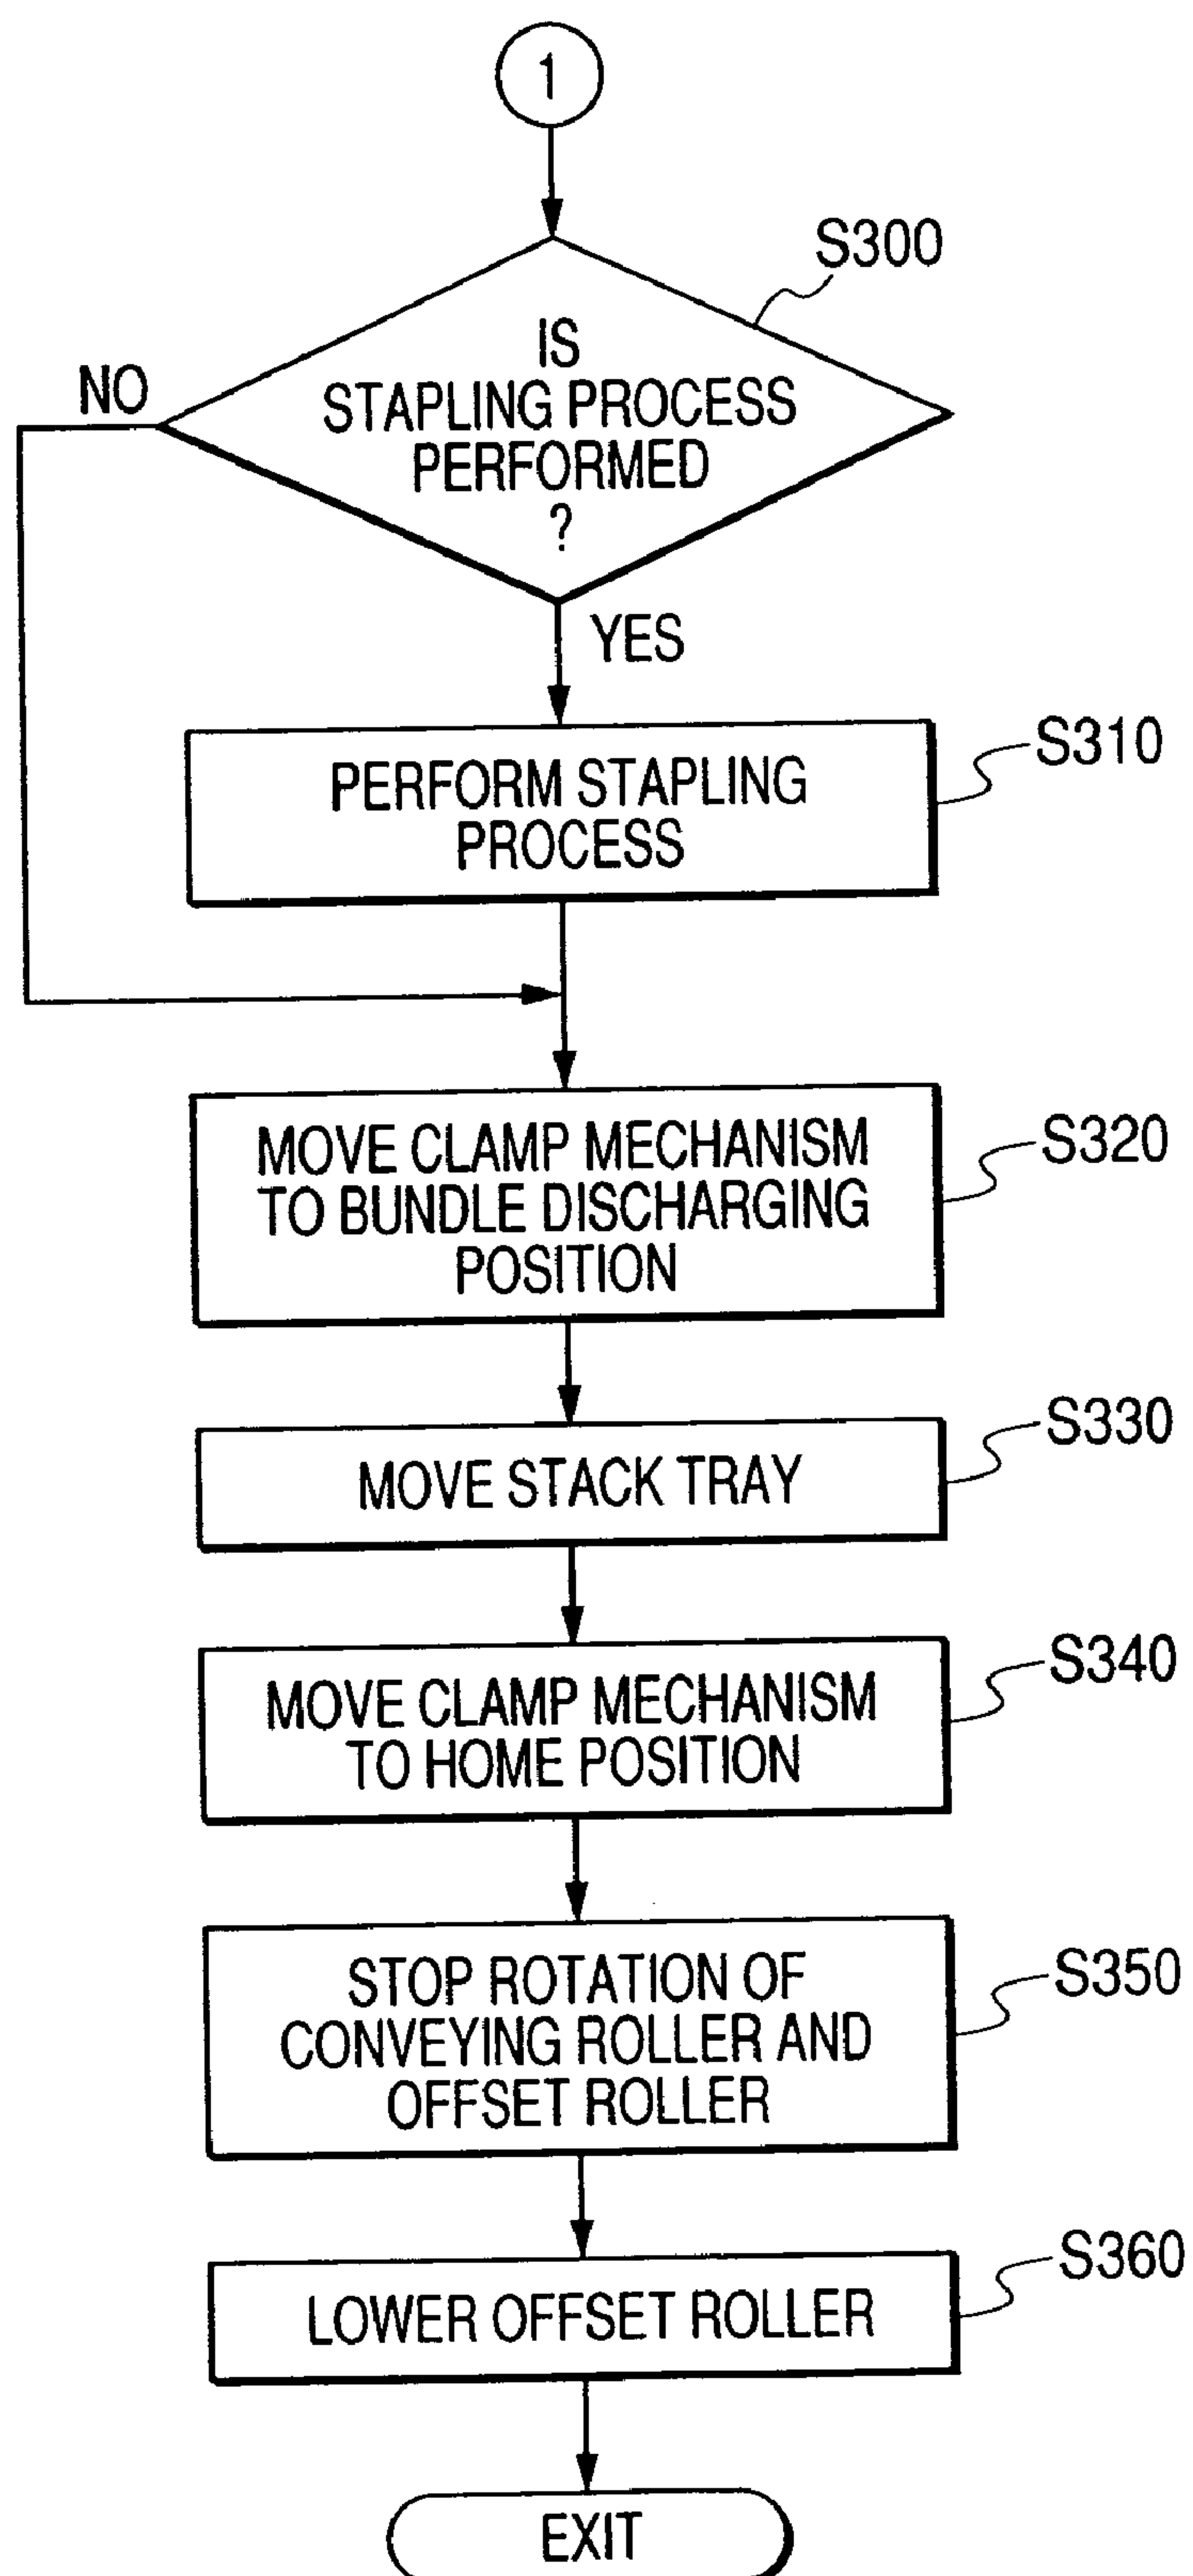 1
S300
IS
STAPLING PROCESS
PERFORMED
?
NO
YES
S310
PERFORM STAPLING
PROCESS
S320
MOVE CLAMP MECHANISM
TO BUNDLE DISCHARGING
POSITION
S330
MOVE STACK TRAY
S340
MOVE CLAMP MECHANISM
TO HOME POSITION
S350
STOP ROTATION OF
CONVEYING ROLLER AND
OFFSET ROLLER
S360
LOWER OFFSET ROLLER
EXIT